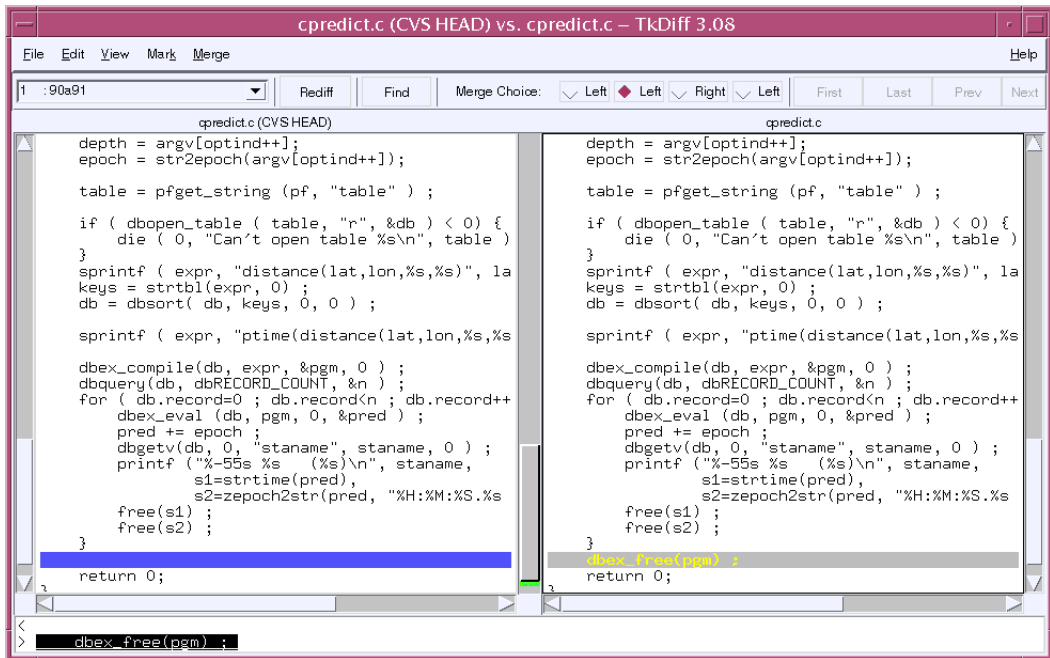 cpredict.c (CVS HEAD) vs. cpredict.c – TkDiff 3.08
File Edit View Mark Merge Help
1 :90a91 Rediff Find Merge Choice: Left Left Right Left First Last Prev Next
cpredict.c (CVS HEAD)
depth = argv[optind++];
epoch = str2epoch(argv[optind++]);
table = pfget_string (pf, "table" ) ;
if ( dbopen_table ( table, "r", &db ) < 0) {
die ( 0, "Can't open table %s\n", table )
}
sprintf ( expr, "distance(lat,lon,%s,%s)", la
keys = strtbl(expr, 0) ;
db = dbsort( db, keys, 0, 0 ) ;
sprintf ( expr, "ptime(distance(lat,lon,%s,%s
dbex_compile(db, expr, &pgm, 0 ) ;
dbquery(db, dbRECORD_COUNT, &n ) ;
for ( db.record=0 ; db.record<n ; db.record++
dbex_eval (db, pgm, 0, &pred ) ;
pred += epoch ;
dbgetv(db, 0, "staname", staname, 0 ) ;
printf ("%-55s %s   (%s)\n", staname,
s1=strtime(pred),
s2=zepoch2str(pred, "%H:%M:%S.%s
free(s1) ;
free(s2) ;
}
return 0;
}
cpredict.c
depth = argv[optind++];
epoch = str2epoch(argv[optind++]);
table = pfget_string (pf, "table" ) ;
if ( dbopen_table ( table, "r", &db ) < 0) {
die ( 0, "Can't open table %s\n", table )
}
sprintf ( expr, "distance(lat,lon,%s,%s)", la
keys = strtbl(expr, 0) ;
db = dbsort( db, keys, 0, 0 ) ;
sprintf ( expr, "ptime(distance(lat,lon,%s,%s
dbex_compile(db, expr, &pgm, 0 ) ;
dbquery(db, dbRECORD_COUNT, &n ) ;
for ( db.record=0 ; db.record<n ; db.record++
dbex_eval (db, pgm, 0, &pred ) ;
pred += epoch ;
dbgetv(db, 0, "staname", staname, 0 ) ;
printf ("%-55s %s   (%s)\n", staname,
s1=strtime(pred),
s2=zepoch2str(pred, "%H:%M:%S.%s
free(s1) ;
free(s2) ;
}
dbex_free(pgm) ;
return 0;
}
<
> dbex_free(pgm) ;